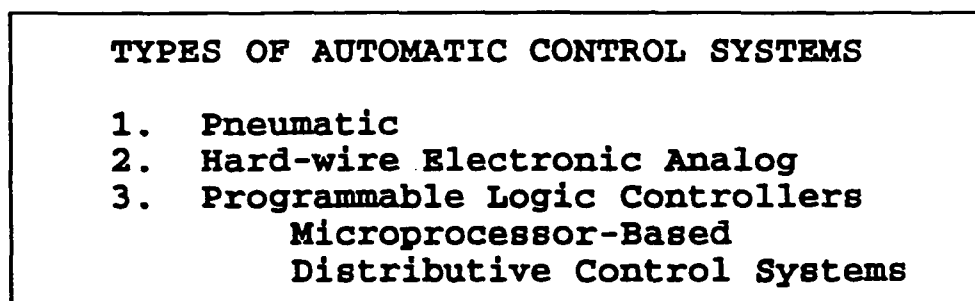 TYPES OF AUTOMATIC CONTROL SYSTEMS
1. Pneumatic
2. Hard-wire Electronic Analog
3. Programmable Logic Controllers
Microprocessor-Based
Distributive Control Systems